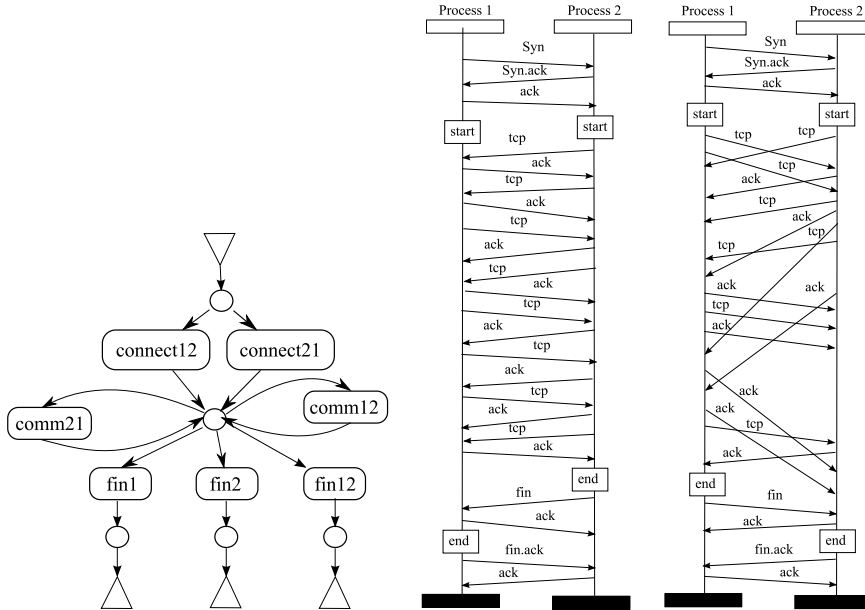 connect12
connect21
comm21
comm12
fin1
fin2
fin12
Process 1
Process 2
Syn
Syn.ack
ack
start
start
tcp
ack
tcp
ack
tcp
ack
tcp
ack
tcp
ack
tcp
ack
tcp
ack
tcp
ack
end
fin
ack
end
fin.ack
ack
Process 1
Process 2
Syn
Syn.ack
ack
start
start
tcp
tcp
tcp
ack
tcp
ack
tcp
tcp
ack
ack
tcp
ack
ack
ack
tcp
ack
end
fin
ack
end
fin.ack
ack